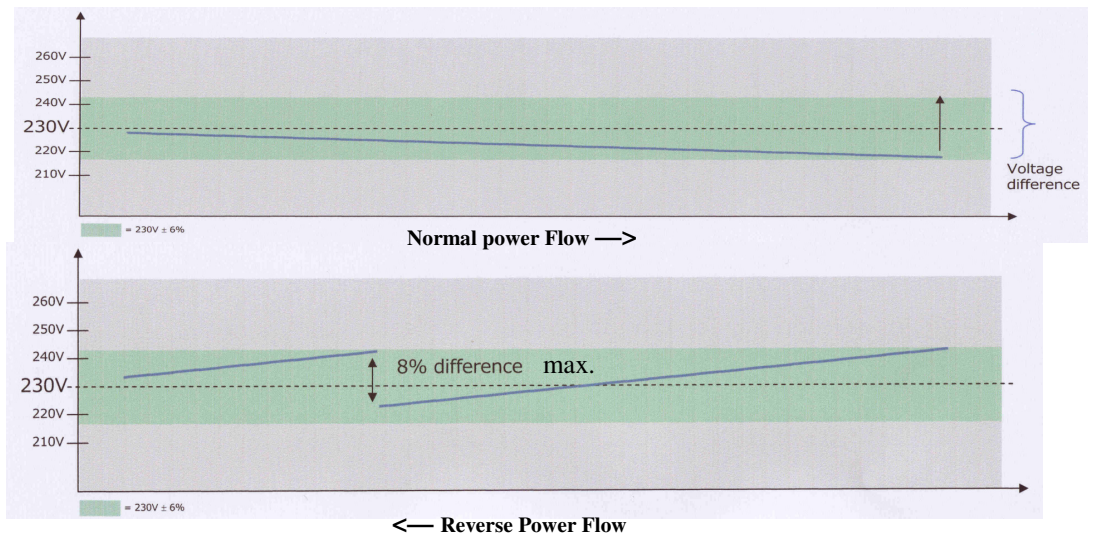 260V
250V
240V
230V
220V
210V
Voltage
difference
= 230V ± 6%
Normal power Flow —>
260V
250V
240V
8% difference max.
230V
220V
210V
= 230V ± 6%
<— Reverse Power Flow